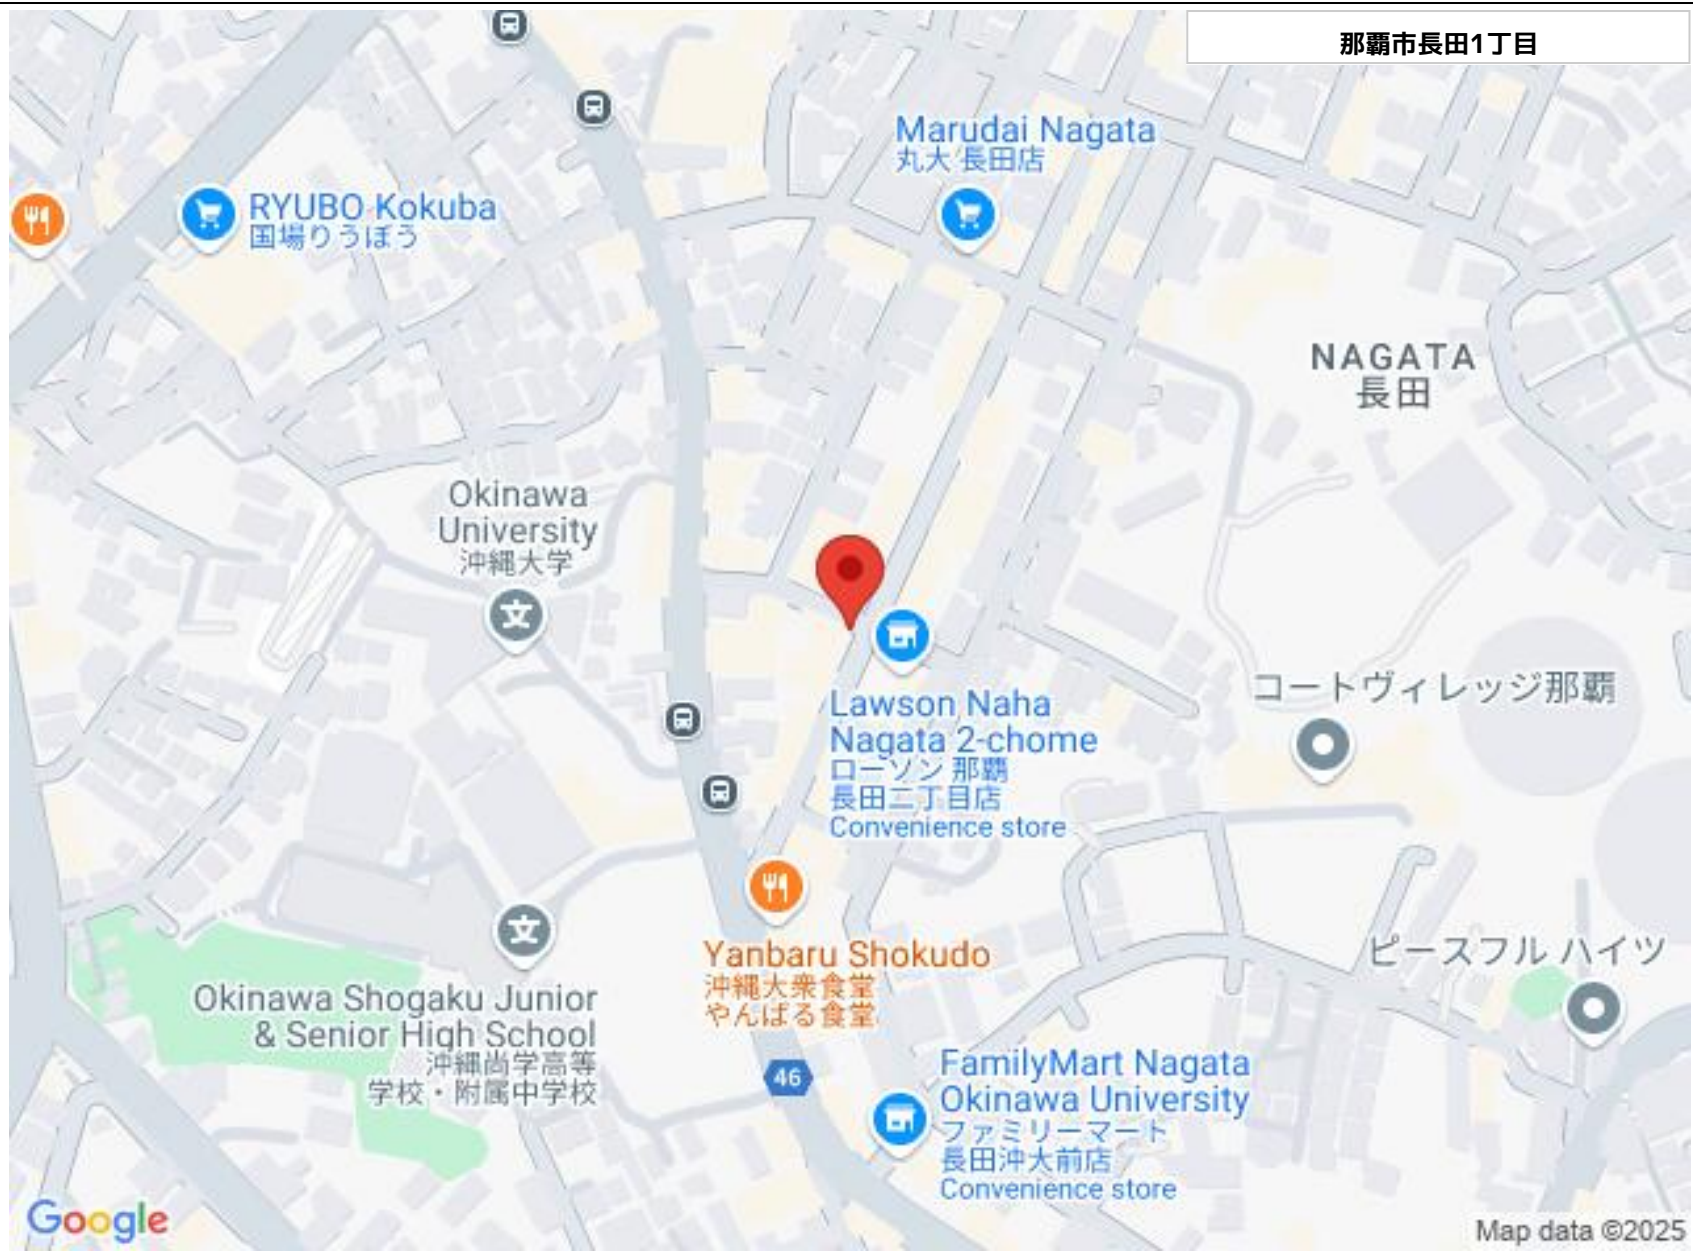 那覇市長田1丁目
Marudai Nagata
丸大 長田店
RYUBO Kokuba
国場りうぼう
NAGATA
長田
Okinawa
University
沖縄大学
文
コートヴィレッジ那覇
Lawson Naha
Nagata 2-chome
ローソン 那覇
長田二丁目店
Convenience store
文
Yanbaru Shokudo
沖縄大衆食堂
やんばる食堂
ピースフル ハイツ
Okinawa Shogaku Junior
& Senior High School
沖縄尚学高等
学校・附属中学校
46
FamilyMart Nagata
Okinawa University
ファミリーマート
長田沖大前店
Convenience store
Google
Map data ©2025